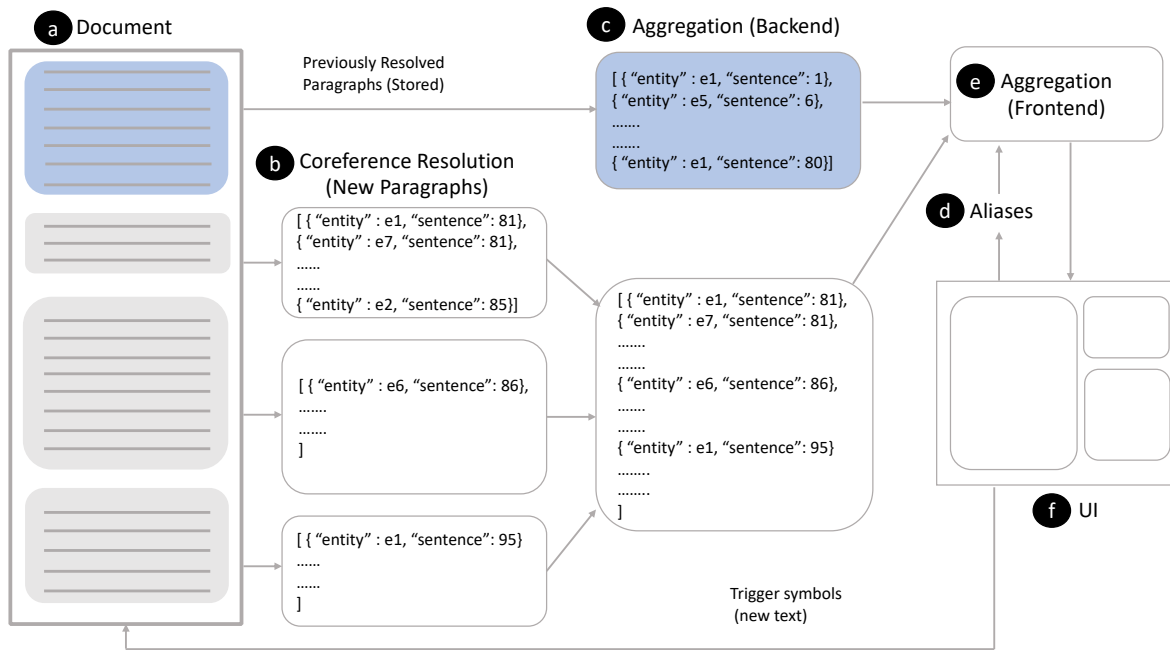 a Document
Previously Resolved
Paragraphs (Stored)
c Aggregation (Backend)
[ { “entity” : e1, “sentence”: 1},
{ “entity” : e5, “sentence”: 6},
.......
.......
{ “entity” : e1, “sentence”: 80}]
e Aggregation
(Frontend)
b Coreference Resolution
(New Paragraphs)
[ { “entity” : e1, “sentence”: 81},
{ “entity” : e7, “sentence”: 81},
......
......
{ “entity” : e2, “sentence”: 85}]
[ { “entity” : e6, “sentence”: 86},
.......
.......
]
[ { “entity” : e1, “sentence”: 95}
......
......
]
[ { “entity” : e1, “sentence”: 81},
{ “entity” : e7, “sentence”: 81},
.......
.......
{ “entity” : e6, “sentence”: 86},
.......
.......
{ “entity” : e1, “sentence”: 95}
........
........
]
d Aliases
f UI
Trigger symbols
(new text)